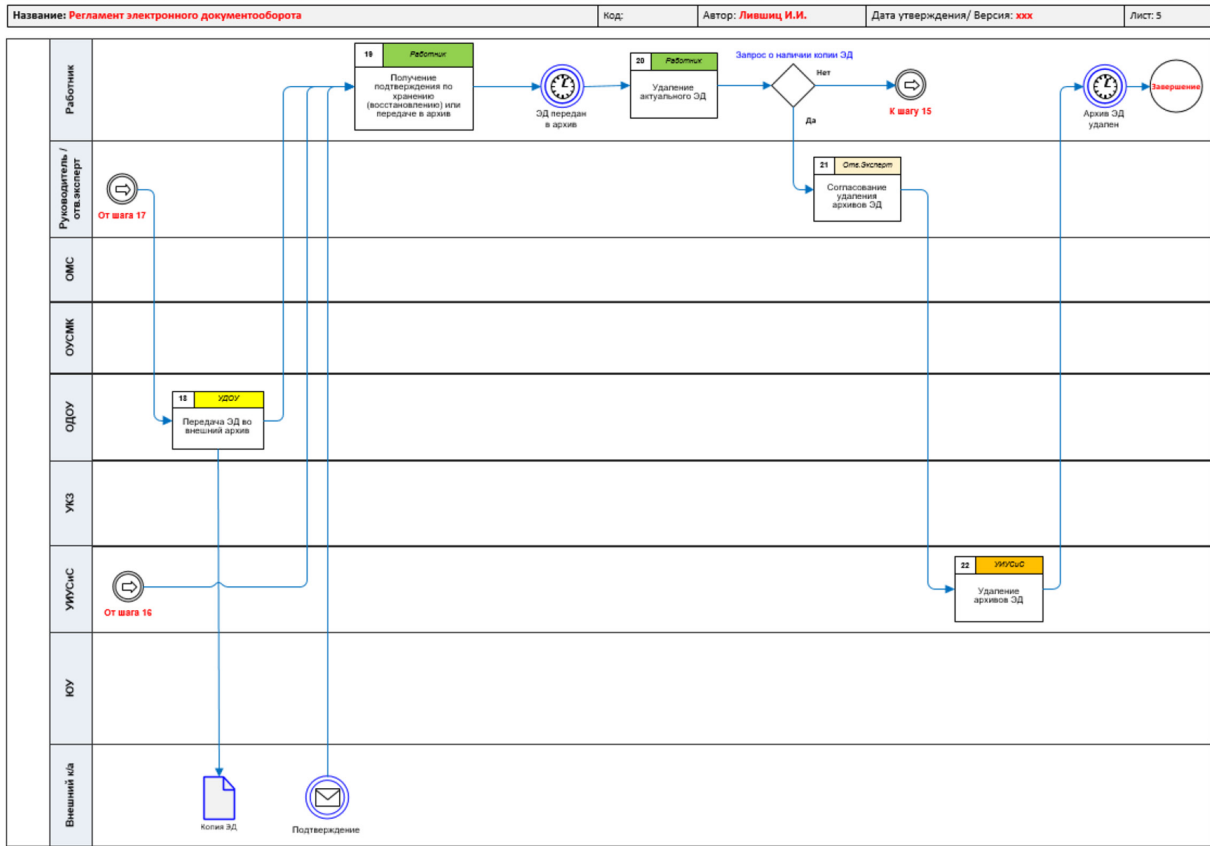 Название: Регламент электронного документооборота
Код:
Автор: Лившиц И.И.
Дата утверждения/ Версия: xxx
Лист: 5
Работник
19
Работник
Получение
подтверждения по
хранению
(восстановлению) или
передаче в архив
ЭД передан
в архив
20
Работник
Удаление
актуального ЭД
Запрос о наличии копии ЭД
Нет
Да
К шагу 15
Архив ЭД
удален
Завершение
Руководитель /
отв.эксперт
От шага 17
21
Отв.Эксперт
Согласование
удаления
архивов ЭД
ОМС
ОУСМК
ОДОУ
18
УДОУ
Передача ЭД во
внешний архив
УКЗ
УИУСиС
От шага 16
22
УИУСиС
Удаление
архивов ЭД
ЮУ
Внешний к/а
Копия ЭД
Подтверждение